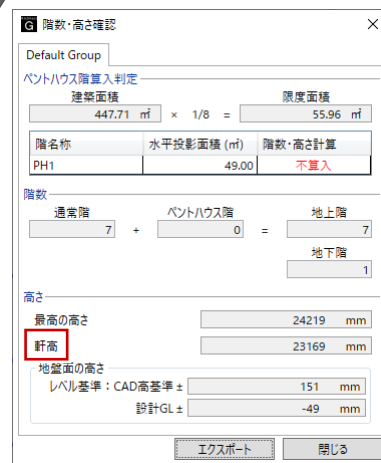 G 階数・高さ確認 ×
Default Group
ペントハウス階算入判定
建築面積 限度面積
447.71 ㎡ × 1/8 = 55.96 ㎡
階名称 水平投影面積 (㎡) 階数・高さ計算
PH1 49.00 不算入
階数
通常階 ペントハウス階 地上階
7 + 0 = 7
地下階
1
高さ
最高の高さ 24219 mm
軒高 23169 mm
地盤面の高さ
レベル基準：CAD高基準 ± 151 mm
設計GL ± -49 mm
エクスポート 閉じる